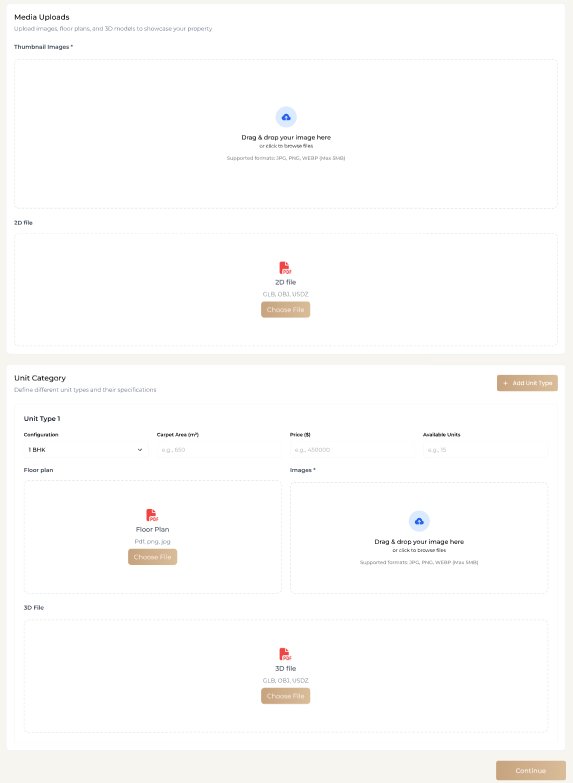 Media Uploads
Upload images, floor plans, and 3D models to showcase your property
Thumbnail Images *
Drag & drop your image here
or click to browse files
Supported formats: JPG, PNG, WEBP (Max 5MB)
2D file
PDF
2D file
GLB, OBJ, USDZ
Choose File
Unit Category
Define different unit types and their specifications
+ Add Unit Type
Unit Type 1
Configuration Carpet Area (m²) Price ($) Available Units
1 BHK e.g., 650 e.g., 450000 e.g., 15
Floor plan Images *
PDF
Floor Plan
Pdf, png, jpg
Choose File
Drag & drop your image here
or click to browse files
Supported formats: JPG, PNG, WEBP (Max 5MB)
3D File
PDF
3D file
GLB, OBJ, USDZ
Choose File
Continue